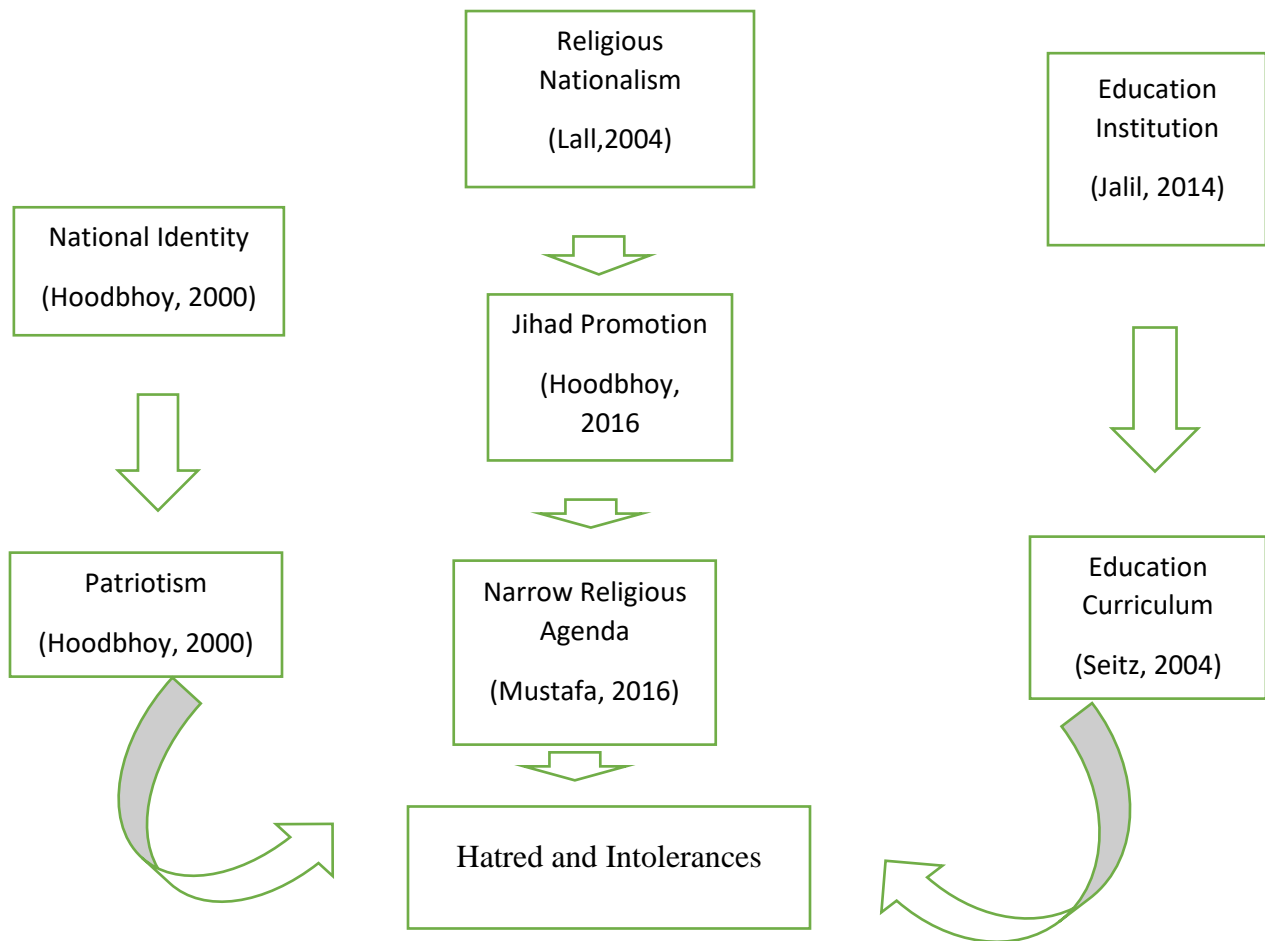 Religious
Nationalism
(Lall,2004)
Education
Institution
(Jalil, 2014)
National Identity
(Hoodbhoy, 2000)
Jihad Promotion
(Hoodbhoy,
2016
Patriotism
(Hoodbhoy, 2000)
Narrow Religious
Agenda
(Mustafa, 2016)
Education
Curriculum
(Seitz, 2004)
Hatred and Intolerances